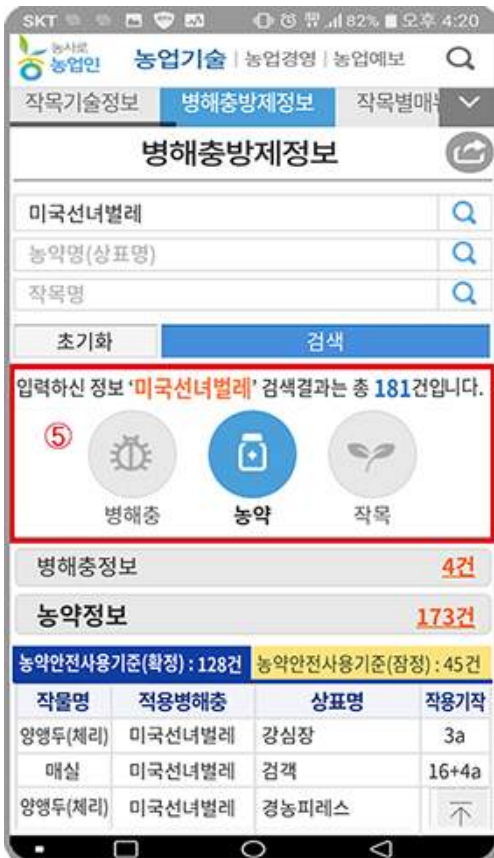 SKT 82% 오후 4:20
농사로
농업인 농업기술 | 농업경영 | 농업예보
작목기술정보 병해충방제정보 작목별매뉴
병해충방제정보
미국선녀벌레
농약명(상표명)
작목명
초기화 검색
입력하신 정보 '미국선녀벌레' 검색결과는 총 181건입니다.
⑤
병해충 농약 작목
병해충정보 4건
농약정보 173건
농약안전사용기준(확정) : 128건 농약안전사용기준(잠정) : 45건
작물명 적용병해충 상표명 작용기작
양앵두(체리) 미국선녀벌레 강심장 3a
매실 미국선녀벌레 검객 16+4a
양앵두(체리) 미국선녀벌레 경농피레스